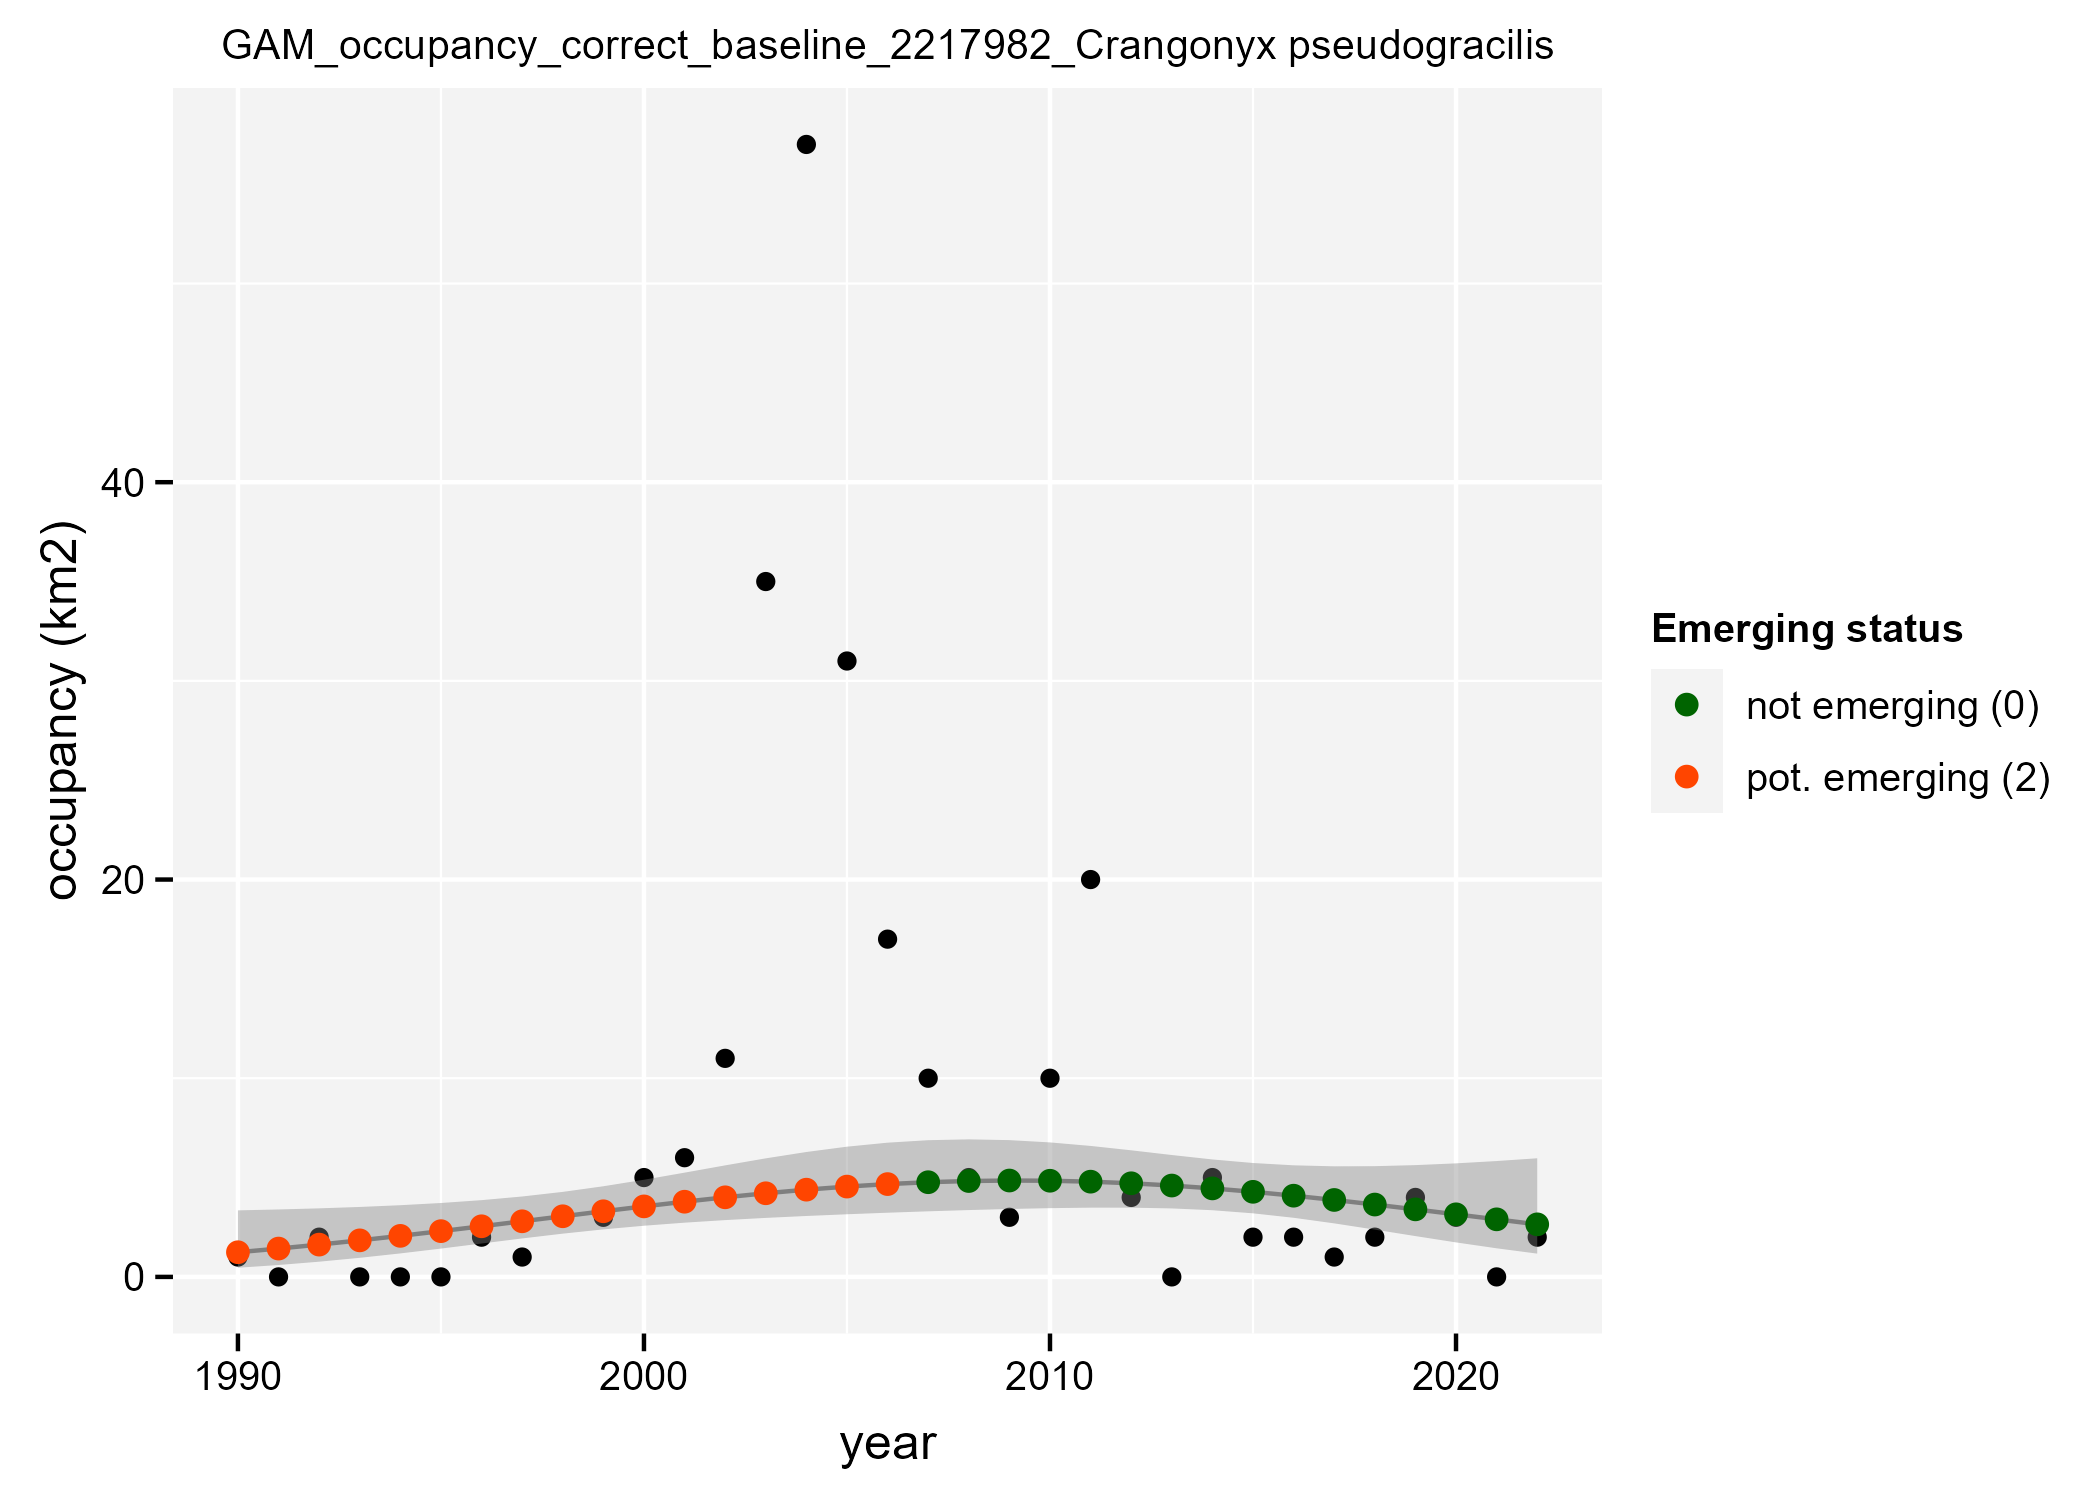 GAM_occupancy_correct_baseline_2217982_Crangonyx pseudogracilis
occupancy (km2)
40
20
0
1990
2000
2010
2020
year
Emerging status
not emerging (0)
pot. emerging (2)